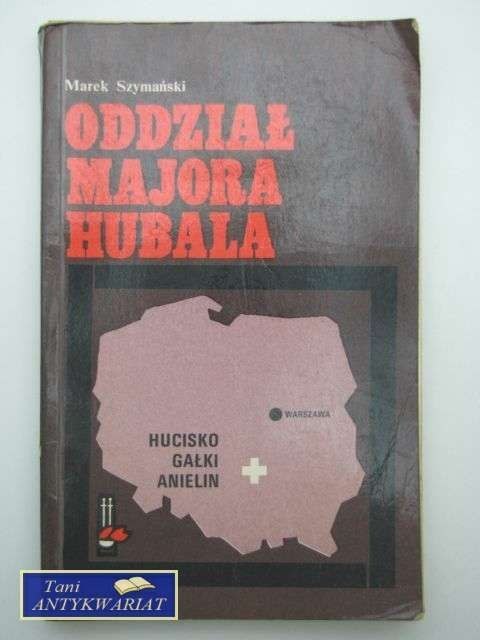 Marek Szymański
ODDZIAŁ
MAJORA
HUBALA
WARSZAWA
HUCISKO
GAŁKI
ANIELIN
Tani
ANTYKWARIAT